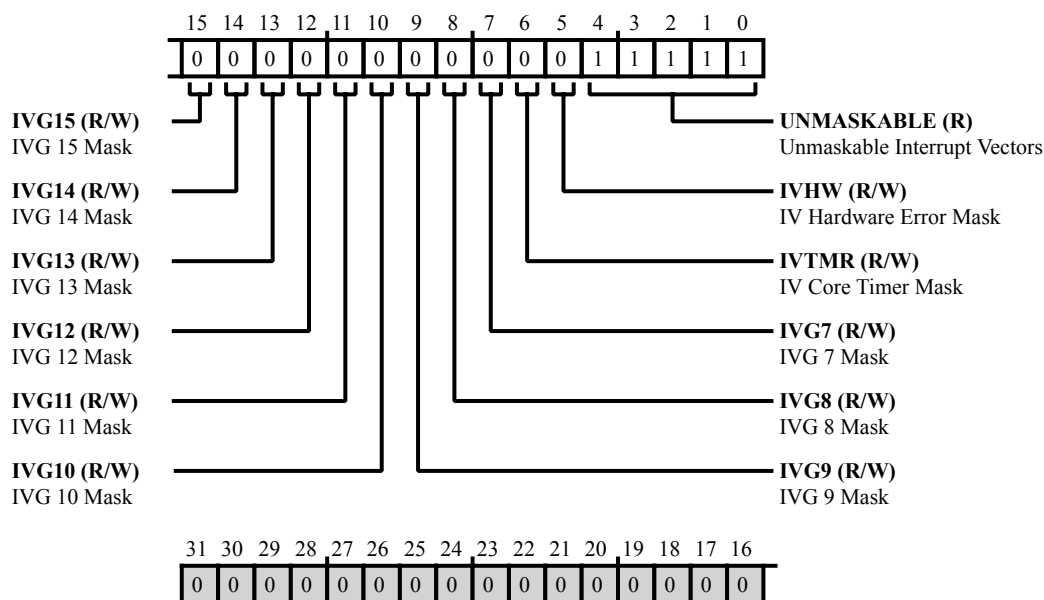 15 14 13 12 11 10 9 8 7 6 5 4 3 2 1 0
0 0 0 0 0 0 0 0 0 0 0 1 1 1 1 1
IVG15 (R/W)
IVG 15 Mask
IVG14 (R/W)
IVG 14 Mask
IVG13 (R/W)
IVG 13 Mask
IVG12 (R/W)
IVG 12 Mask
IVG11 (R/W)
IVG 11 Mask
IVG10 (R/W)
IVG 10 Mask
UNMASKABLE (R)
Unmaskable Interrupt Vectors
IVHW (R/W)
IV Hardware Error Mask
IVTMR (R/W)
IV Core Timer Mask
IVG7 (R/W)
IVG 7 Mask
IVG8 (R/W)
IVG 8 Mask
IVG9 (R/W)
IVG 9 Mask
31 30 29 28 27 26 25 24 23 22 21 20 19 18 17 16
0 0 0 0 0 0 0 0 0 0 0 0 0 0 0 0